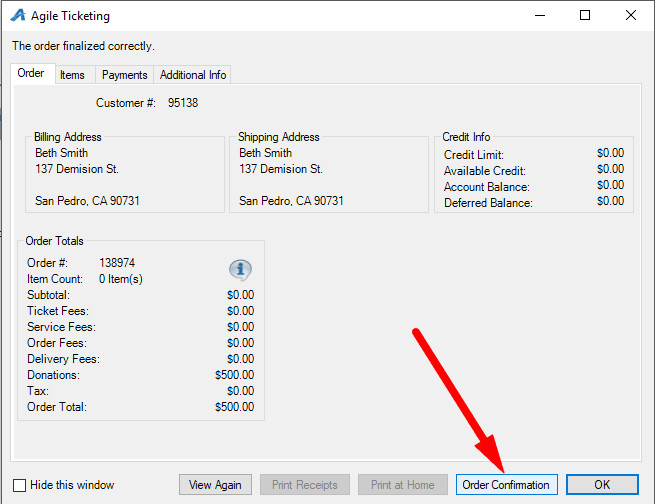 Agile Ticketing
The order finalized correctly.
Order Items Payments Additional Info
Customer #: 95138
Billing Address
Beth Smith
137 Demision St.
San Pedro, CA 90731
Shipping Address
Beth Smith
137 Demision St.
San Pedro, CA 90731
Credit Info
Credit Limit: $0.00
Available Credit: $0.00
Account Balance: $0.00
Deferred Balance: $0.00
Order Totals
Order #: 138974
Item Count: 0 Item(s)
Subtotal: $0.00
Ticket Fees: $0.00
Service Fees: $0.00
Order Fees: $0.00
Delivery Fees: $0.00
Donations: $500.00
Tax: $0.00
Order Total: $500.00
Hide this window View Again Print Receipts Print at Home Order Confirmation OK